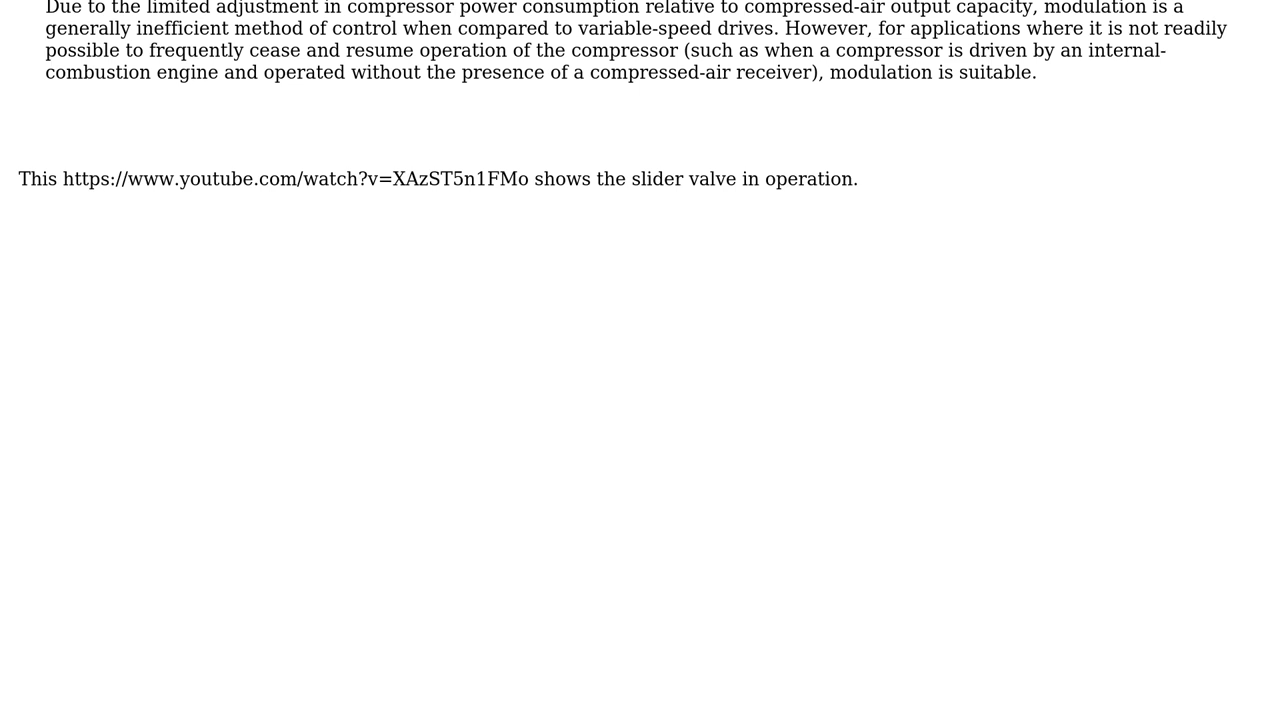 Due to the limited adjustment in compressor power consumption relative to compressed-air output capacity, modulation is a
generally inefficient method of control when compared to variable-speed drives. However, for applications where it is not readily
possible to frequently cease and resume operation of the compressor (such as when a compressor is driven by an internal-
combustion engine and operated without the presence of a compressed-air receiver), modulation is suitable.
This https://www.youtube.com/watch?v=XAzST5n1FMo shows the slider valve in operation.